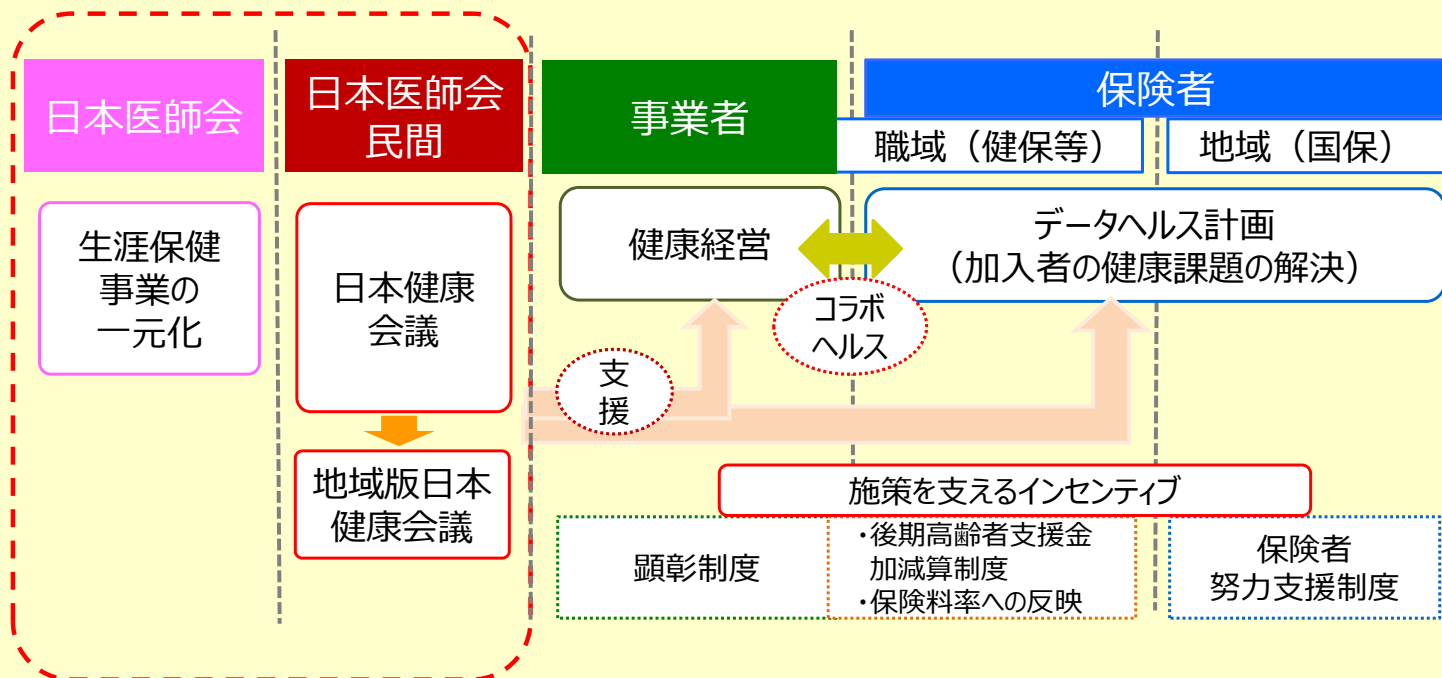 日本医師会
日本医師会
民間
事業者
保険者
職域（健保等）
地域（国保）
生涯保健
事業の
一元化
日本健康
会議
健康経営
データヘルス計画
（加入者の健康課題の解決）
コラボ
ヘルス
支
援
地域版日本
健康会議
施策を支えるインセンティブ
顕彰制度
・後期高齢者支援金
加減算制度
・保険料率への反映
保険者
努力支援制度